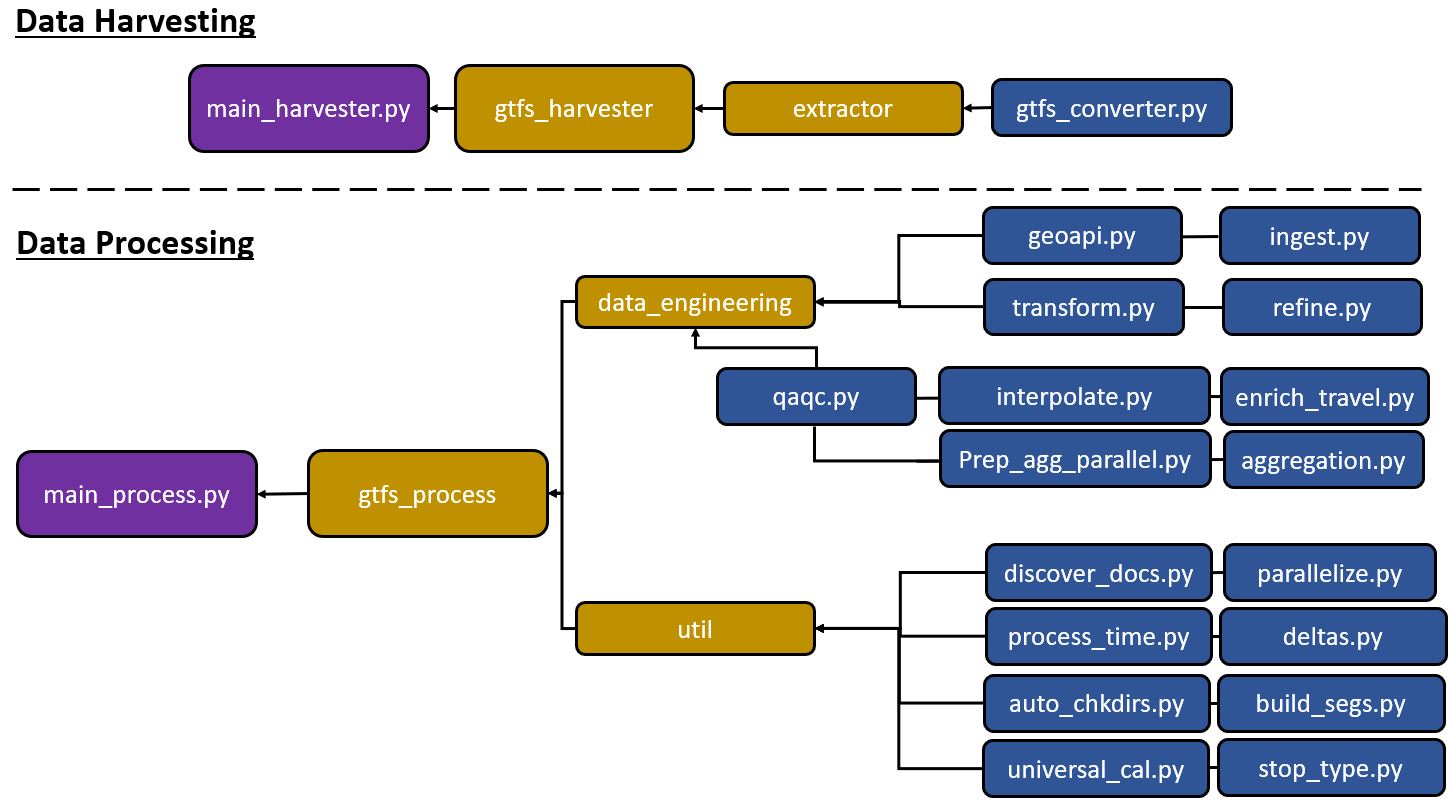 Data Harvesting
main_harvester.py
gtfs_harvester
extractor
gtfs_converter.py
Data Processing
geoapi.py
ingest.py
data_engineering
transform.py
refine.py
qaqc.py
interpolate.py
enrich_travel.py
Prep_agg_parallel.py
aggregation.py
main_process.py
gtfs_process
discover_docs.py
parallelize.py
util
process_time.py
deltas.py
auto_chkdirs.py
build_segs.py
universal_cal.py
stop_type.py